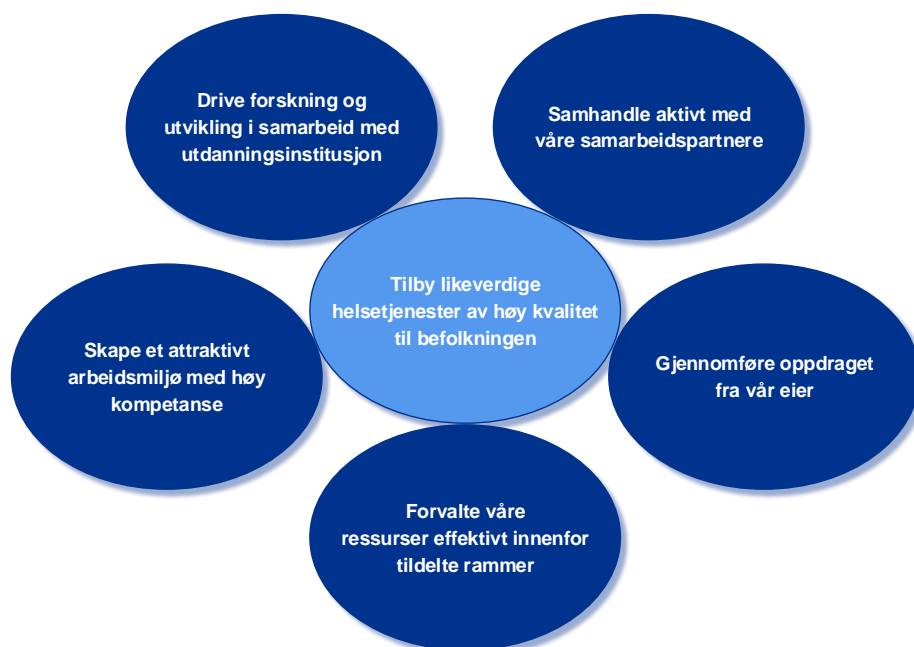 Drive forskning og
utvikling i samarbeid med
utdanningsinstitusjon
Samhandle aktivt med
våre samarbeidspartnere
Tilby likeverdige
helsetjenester av høy kvalitet
til befolkningen
Skape et attraktivt
arbeidsmiljø med høy
kompetanse
Gjennomføre oppdraget
fra vår eier
Forvalte våre
ressurser effektivt innenfor
tildelte rammer